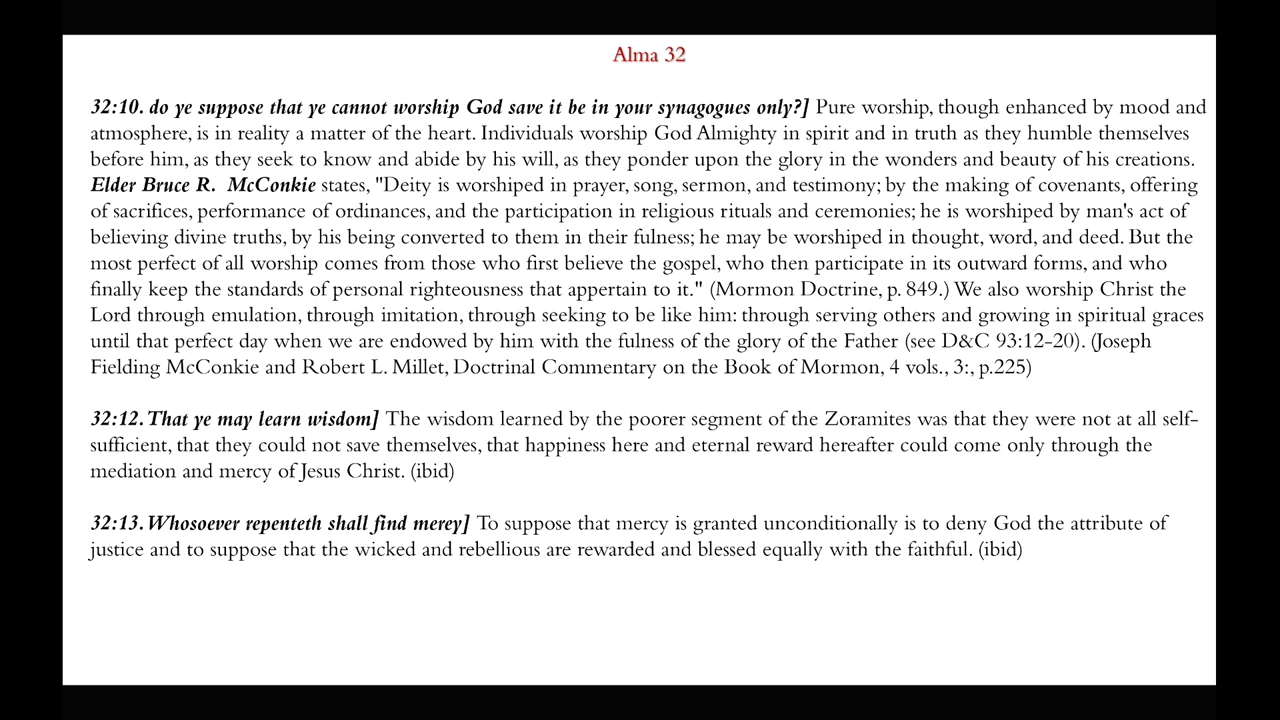 Alma 32
32:10. do ye suppose that ye cannot worship God save it be in your synagogues only?] Pure worship, though enhanced by mood and
atmosphere, is in reality a matter of the heart. Individuals worship God Almighty in spirit and in truth as they humble themselves
before him, as they seek to know and abide by his will, as they ponder upon the glory in the wonders and beauty of his creations.
Elder Bruce R. McConkie states, "Deity is worshiped in prayer, song, sermon, and testimony; by the making of covenants, offering
of sacrifices, performance of ordinances, and the participation in religious rituals and ceremonies; he is worshiped by man's act of
believing divine truths, by his being converted to them in their fulness; he may be worshiped in thought, word, and deed. But the
most perfect of all worship comes from those who first believe the gospel, who then participate in its outward forms, and who
finally keep the standards of personal righteousness that appertain to it." (Mormon Doctrine, p. 849.) We also worship Christ the
Lord through emulation, through imitation, through seeking to be like him: through serving others and growing in spiritual graces
until that perfect day when we are endowed by him with the fulness of the glory of the Father (see D&C 93:12-20). (Joseph
Fielding McConkie and Robert L. Millet, Doctrinal Commentary on the Book of Mormon, 4 vols., 3:, p.225)
32:12. That ye may learn wisdom] The wisdom learned by the poorer segment of the Zoramites was that they were not at all self-
sufficient, that they could not save themselves, that happiness here and eternal reward hereafter could come only through the
mediation and mercy of Jesus Christ. (ibid)
32:13. Whosoever repenteth shall find merey] To suppose that mercy is granted unconditionally is to deny God the attribute of
justice and to suppose that the wicked and rebellious are rewarded and blessed equally with the faithful. (ibid)